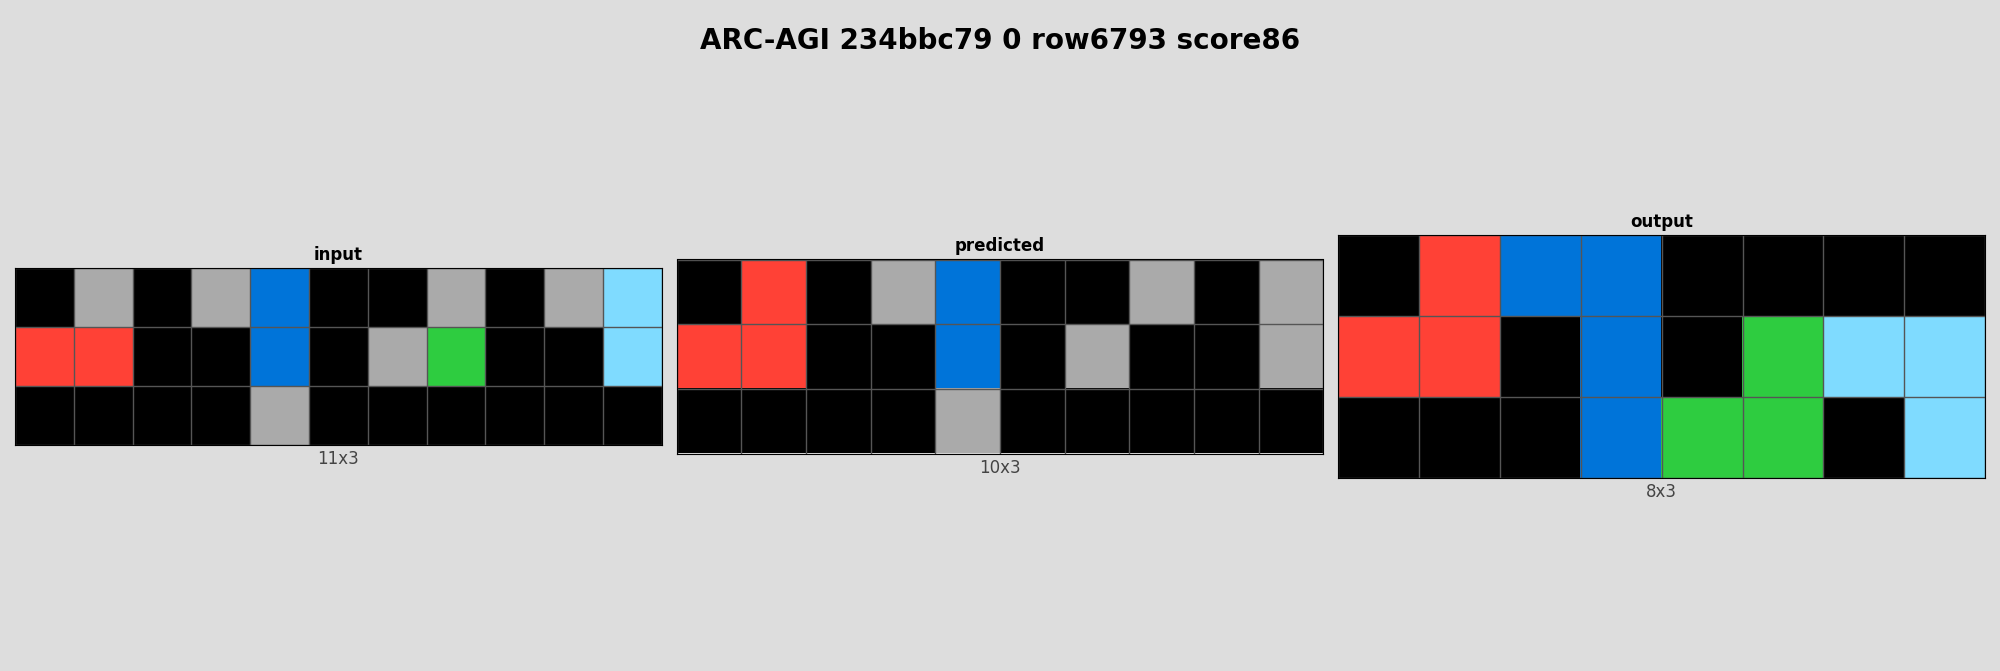 ARC-AGI 234bbc79 0 row6793 score86
input
predicted
output
11x3
10x3
8x3